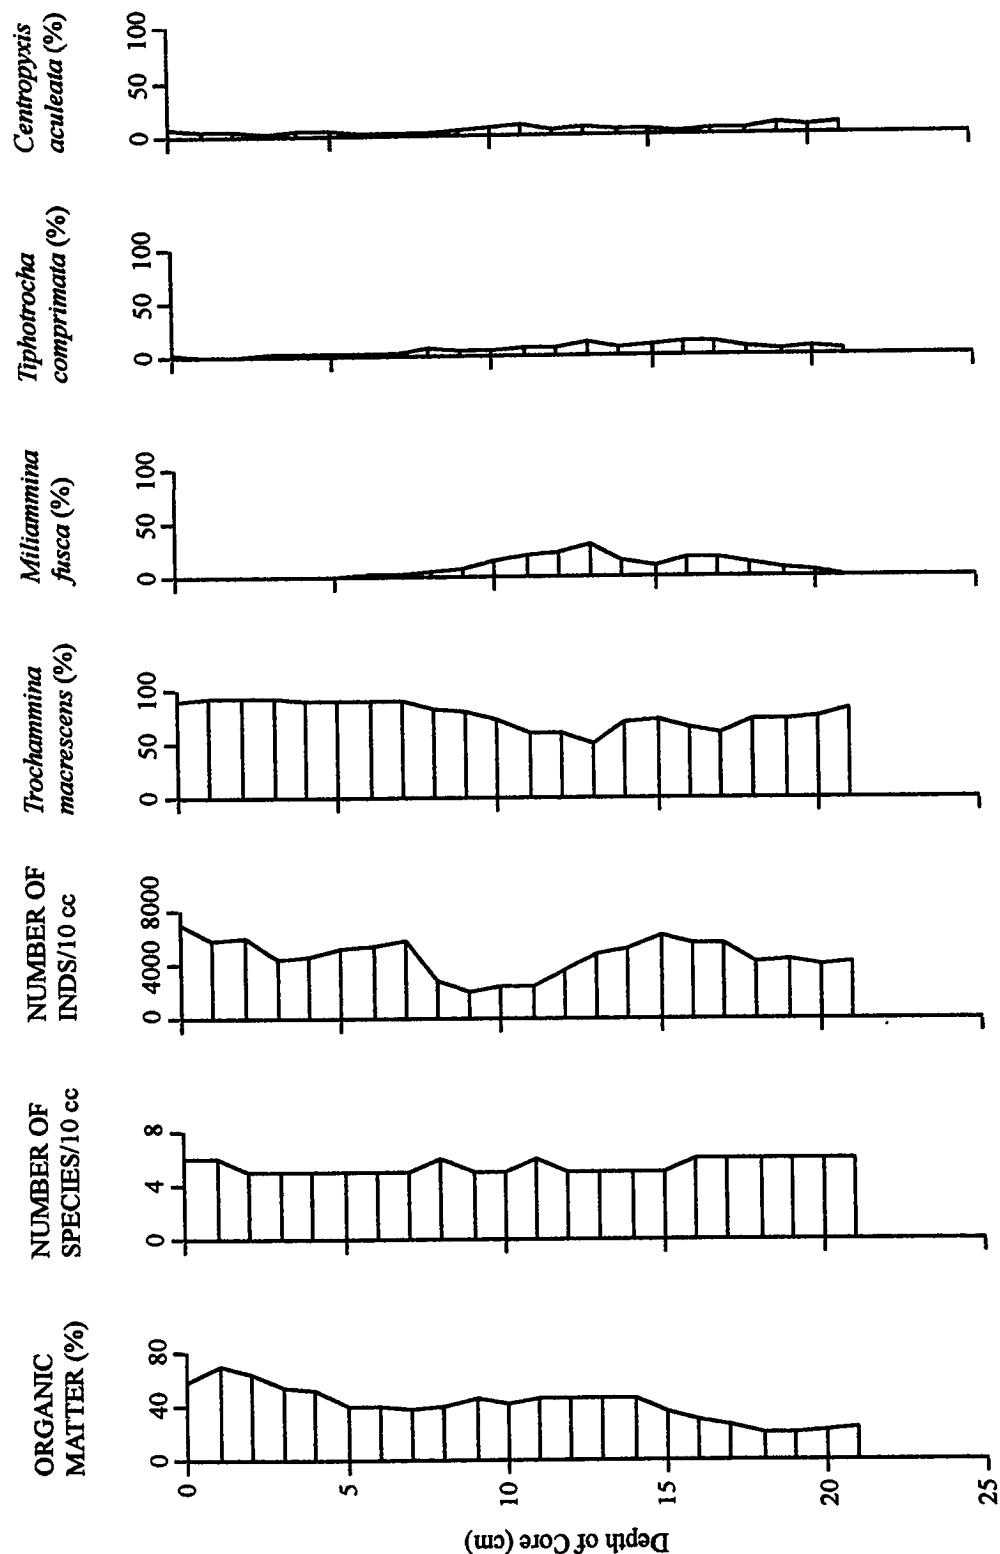 ORGANIC
MATTER (%)
NUMBER OF
SPECIES/10 cc
NUMBER OF
INDS/10 cc
Trochammina
macrescens (%)
Miliammina
fusca (%)
Tiphotrocha
comprimata (%)
Centropyxis
aculeata (%)
0 40 80
0 4 8
0 4000 8000
0 50 100
0 50 100
0 50 100
0 50 100
0
5
10
15
20
25
Depth of Core (cm)